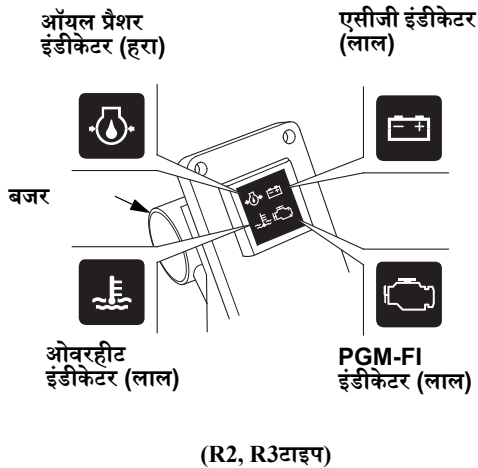 ऑयल प्रैशर
इंडीकेटर (हरा)
एसीजी इंडीकेटर
(लाल)
बजर
ओवरहीट
इंडीकेटर (लाल)
PGM-FI
इंडीकेटर (लाल)
(R2, R3टाइप)